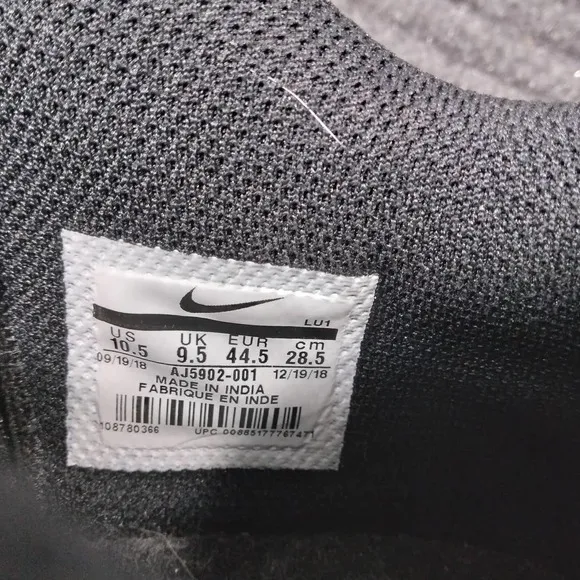 LU1
US UK EUR cm
10.5 9.5 44.5 28.5
09/19/18 AJ5902-001 12/19/18
MADE IN INDIA
FABRIQUE EN INDE
108780366 UPC